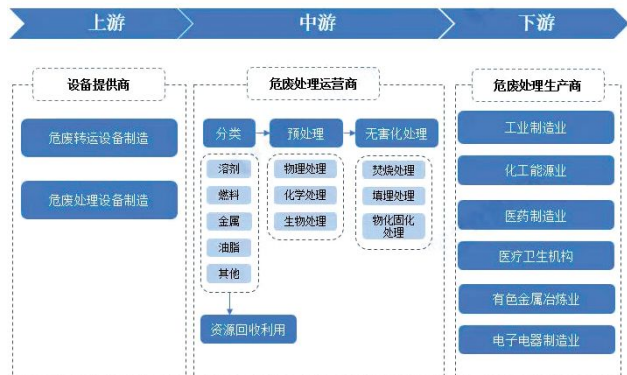 上游
中游
下游
设备提供商
危废转运设备制造
危废处理设备制造
危废处理运营商
分类
预处理
无害化处理
溶剂
燃料
金属
油脂
其他
物理处理
化学处理
生物处理
焚烧处理
填埋处理
物化固化
处理
资源回收利用
危废处理生产商
工业制造业
化工能源业
医药制造业
医疗卫生机构
有色金属冶炼业
电子电器制造业